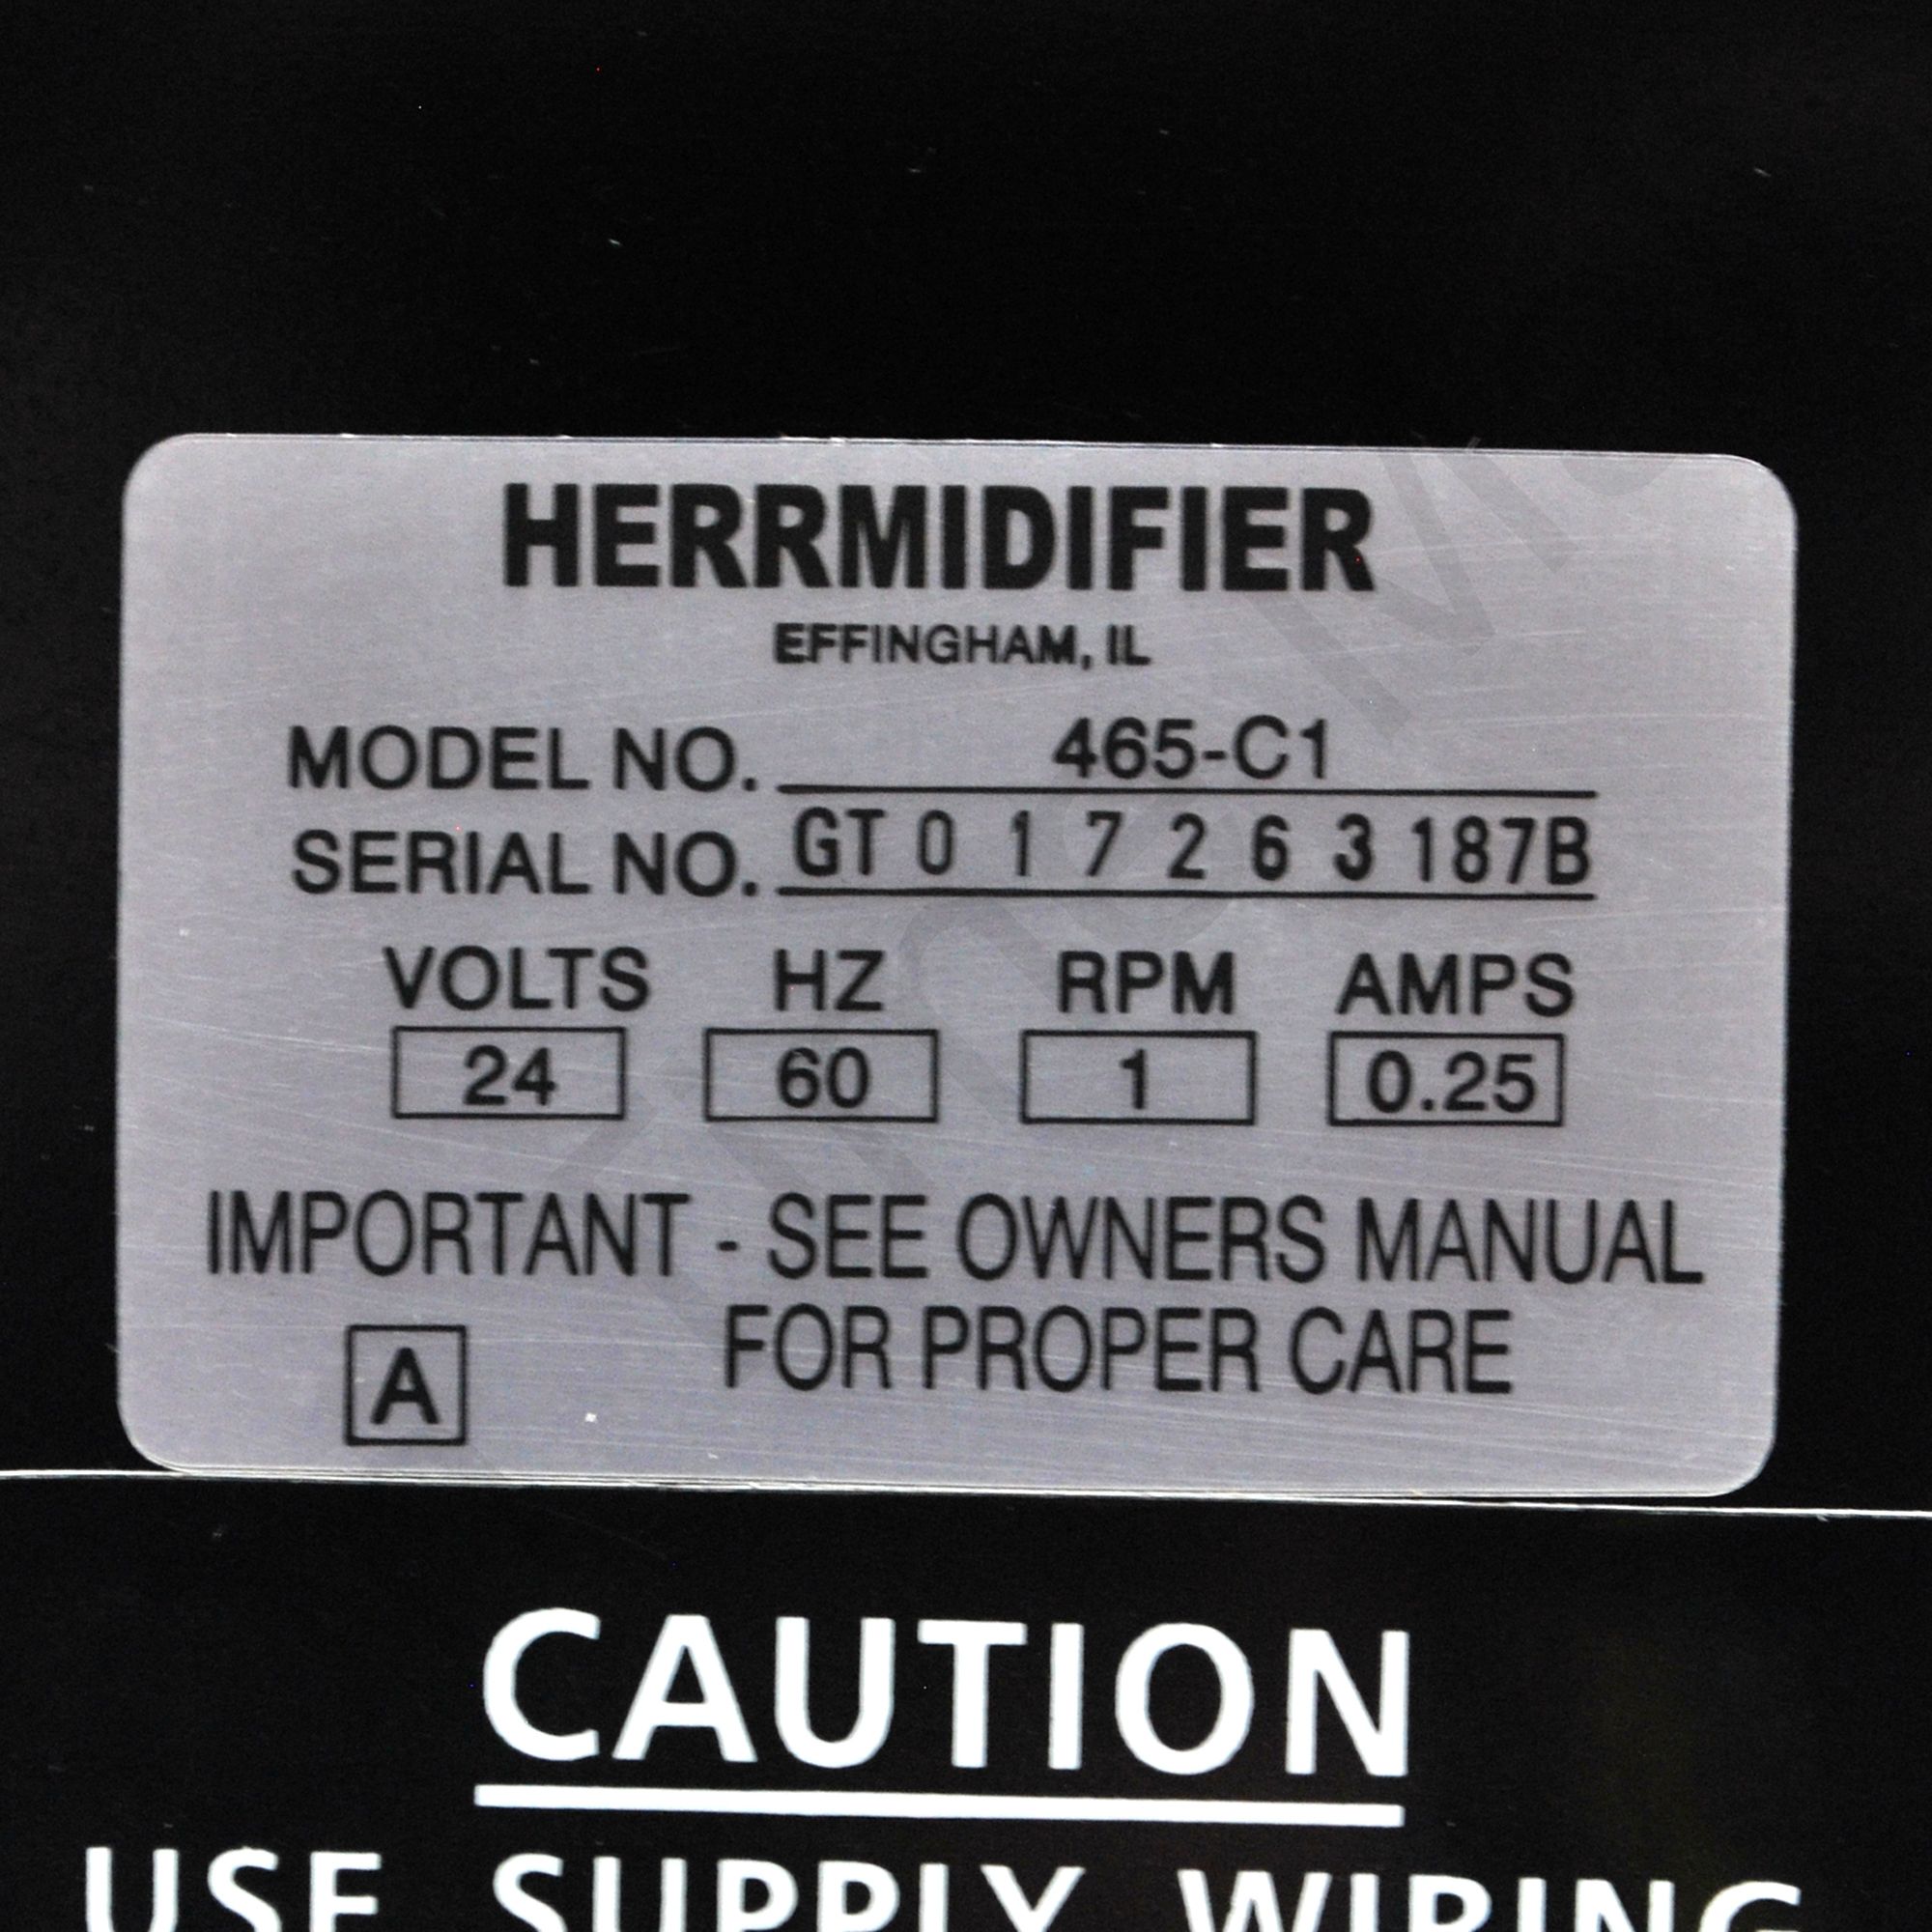 HERRMIDIFIER
EFFINGHAM, IL
MODEL NO. 465-C1
SERIAL NO. GT 0 1 7 2 6 3 187B
VOLTS HZ RPM AMPS
24 60 1 0.25
IMPORTANT - SEE OWNERS MANUAL
FOR PROPER CARE
A
CAUTION
USE SUPPLY WIRING